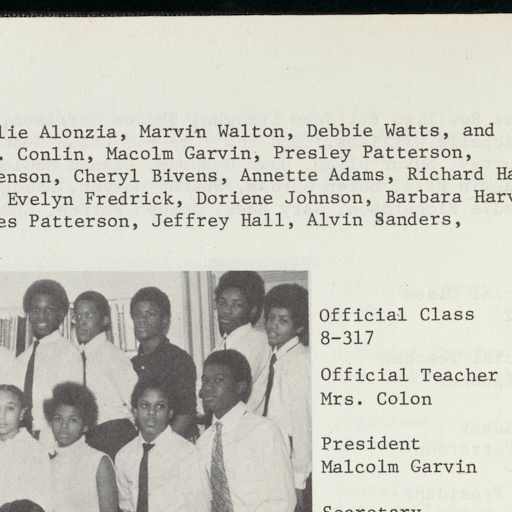 lie Alonzia, Marvin Walton, Debbie Watts, and
. Conlin, Macolm Garvin, Presley Patterson,
enson, Cheryl Bivens, Annette Adams, Richard Ha
Evelyn Fredrick, Doriene Johnson, Barbara Harv
es Patterson, Jeffrey Hall, Alvin Sanders,
Official Class
8-317
Official Teacher
Mrs. Colon
President
Malcolm Garvin
Secretary